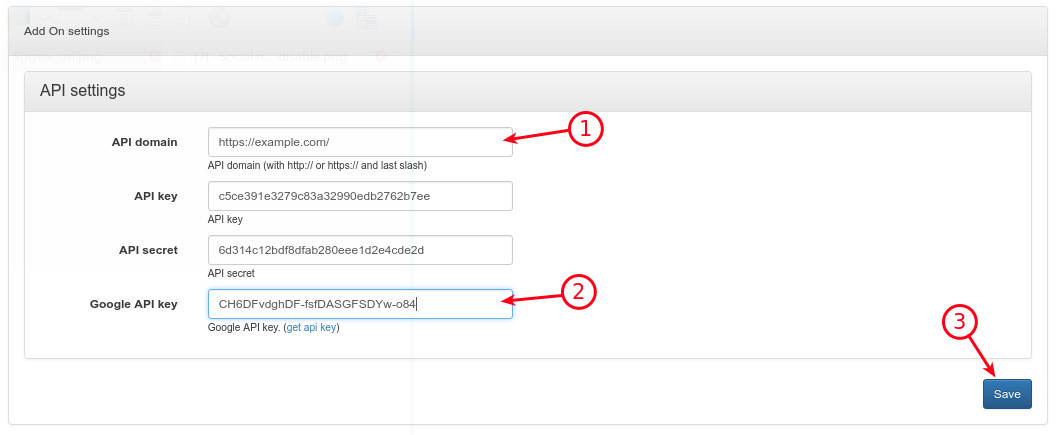 Add On settings
API settings
API domain
https://example.com/
1
API domain (with http:// or https:// and last slash)
API key
c5ce391e3279c83a32990edb2762b7ee
API key
API secret
6d314c12bdf8dfab280eee1d2e4cde2d
API secret
Google API key
CH6DFvdghDF-fsfDASGFSDYw-o84
2
Google API key. (get api key)
3
Save